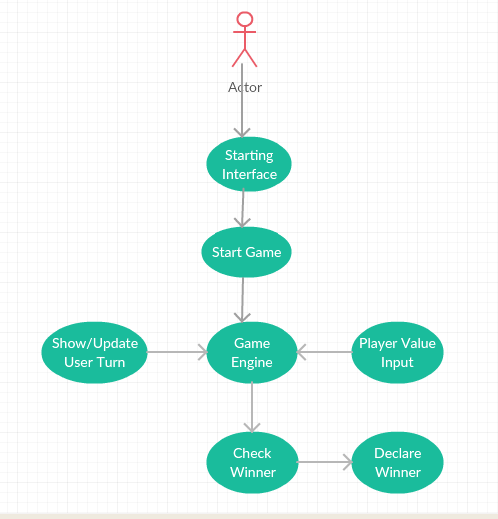 Actor
Starting
Interface
Start Game
Show/Update
User Turn
Game
Engine
Player Value
Input
Check
Winner
Declare
Winner